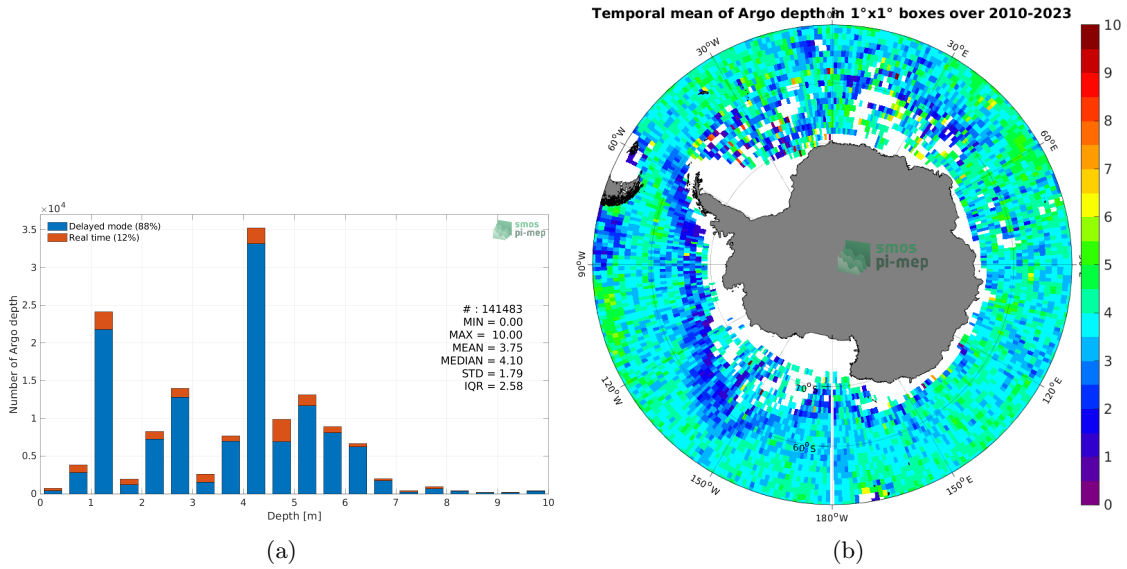 Temporal mean of Argo depth in 1°x1° boxes over 2010-2023
×10⁴
Delayed mode (88%)
Real time (12%)
smos
pi-mep
# : 141483
MIN = 0.00
MAX = 10.00
MEAN = 3.75
MEDIAN = 4.10
STD = 1.79
IQR = 2.58
Number of Argo depth
3.5
3
2.5
2
1.5
1
0.5
0
0 1 2 3 4 5 6 7 8 9 10
Depth [m]
(a)
30°W
30°E
60°W
60°E
90°W
120°W
120°E
150°W
150°E
180°W
70°S
60°S
smos
pi-mep
10
9
8
7
6
5
4
3
2
1
0
(b)